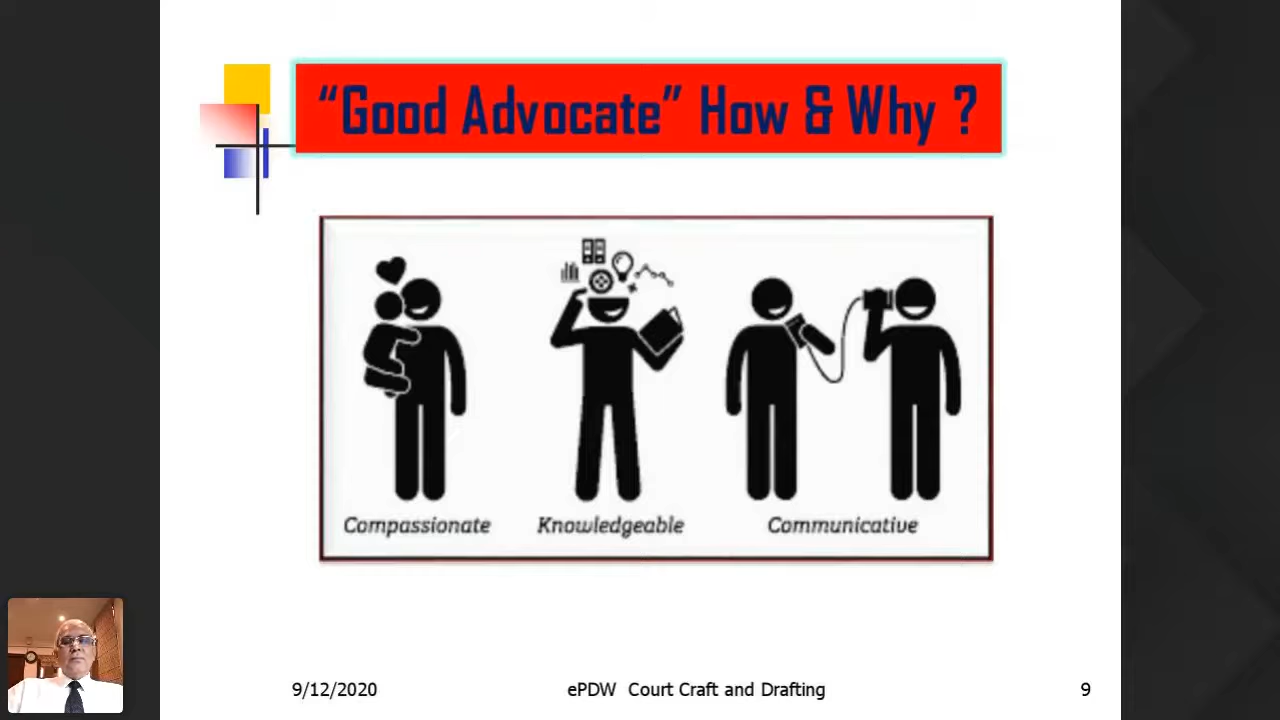 “Good Advocate” How & Why ?
Compassionate Knowledgeable Communicative
9/12/2020 ePDW Court Craft and Drafting 9